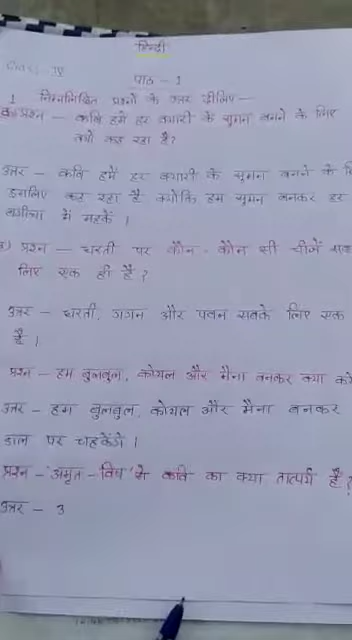 हिन्दी
पाठ - 1
1 निम्नलिखित प्रश्नों के उत्तर दीजिए —
प्रश्न — कवि हमें हर क्यारी के सुमन बनने के लिए
क्यों कह रहा है?
उत्तर — कवि हमें हर क्यारी के सुमन बनने के
इसलिए कह रहा है क्योंकि हम सुमन बनकर हर
बगीचा में महकें ।
प्रश्न — धरती पर कौन-कौन सी चीजें
लिए एक ही है ?
उत्तर — धरती, गगन और पवन सबके लिए एक
है ।
प्रश्न — हम बुलबुल, कोयल और मैना बनकर क्या
उत्तर — हम बुलबुल, कोयल और मैना बनकर
डाल पर चहकेंगे ।
प्रश्न — 'अमृत-विष' से कवि का क्या तात्पर्य है?
उत्तर — 3